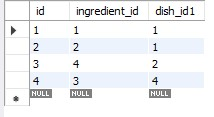 id ingredient_id dish_id1
1 1 1
2 2 1
3 4 2
4 3 4
NULL NULL NULL